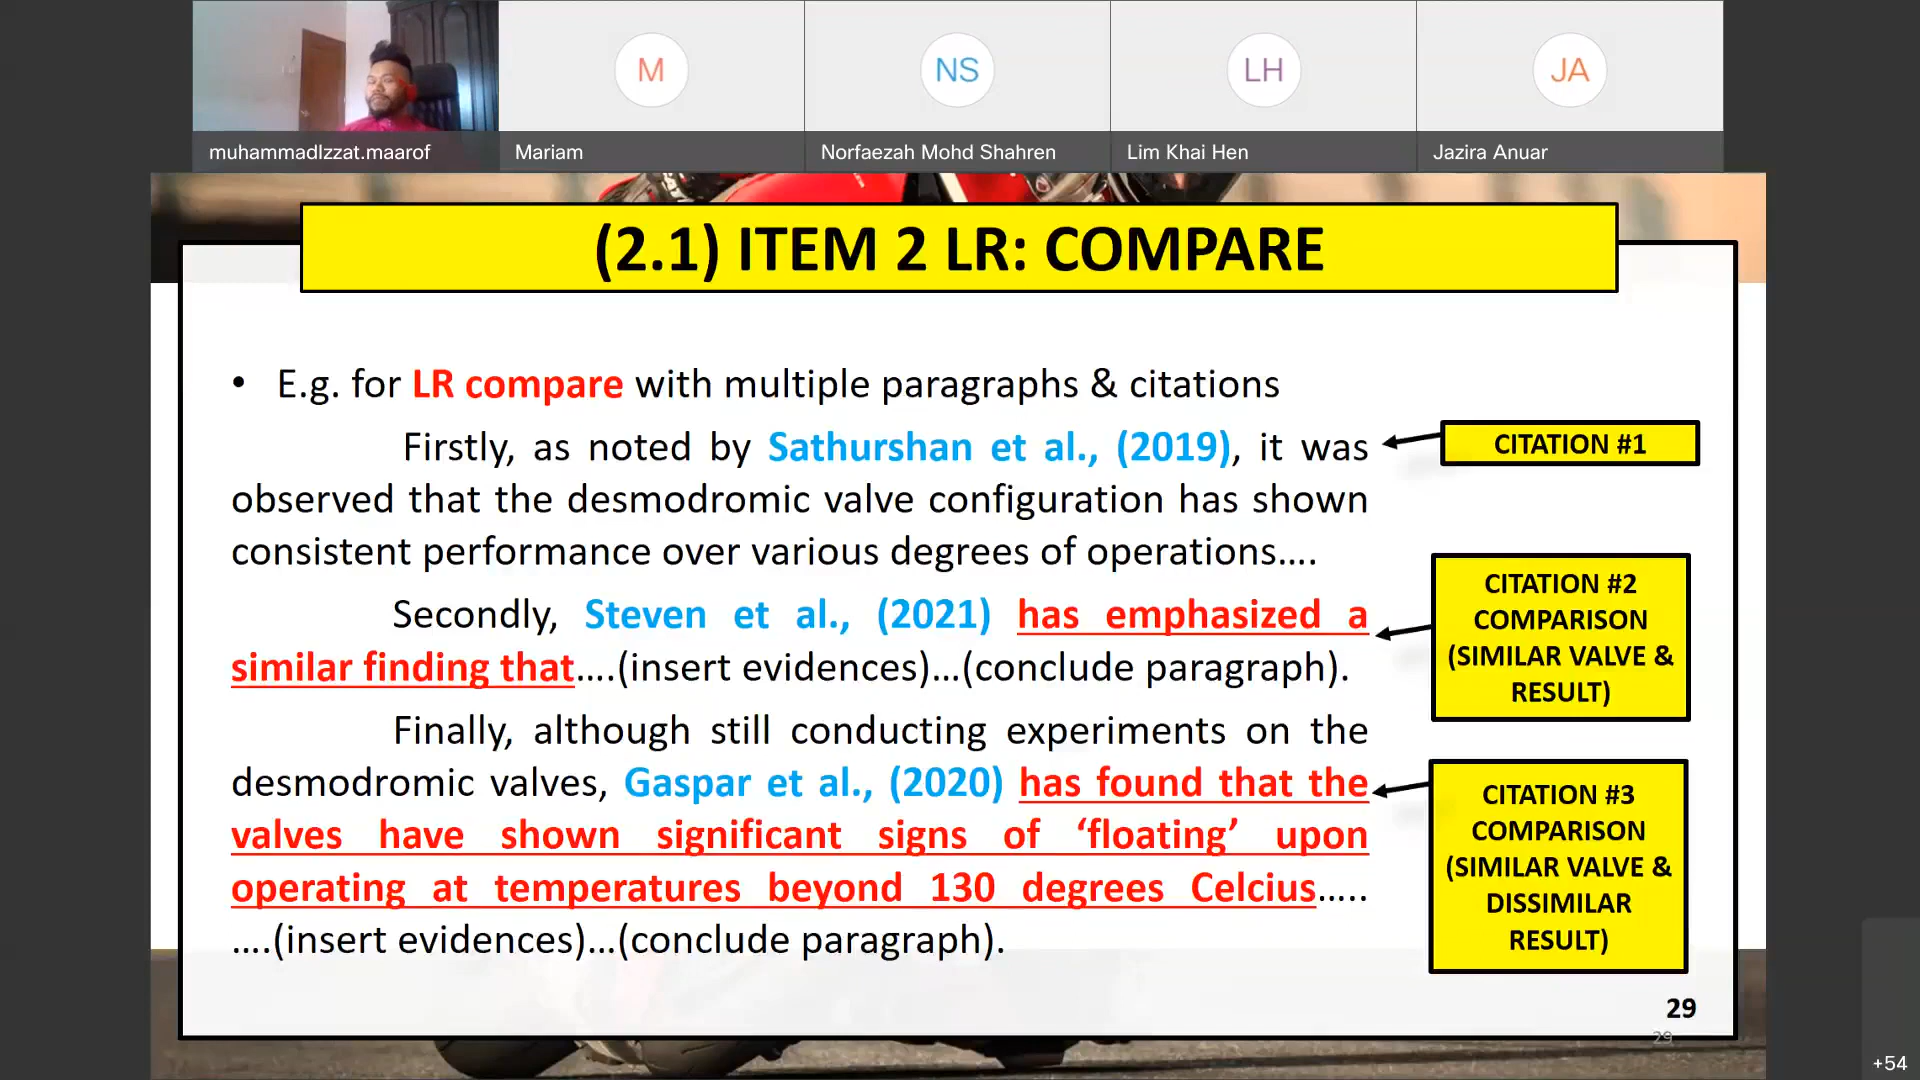 M
NS
LH
JA
muhammadIzzat.maarof
Mariam
Norfaezah Mohd Shahren
Lim Khai Hen
Jazira Anuar
(2.1) ITEM 2 LR: COMPARE
• E.g. for LR compare with multiple paragraphs & citations
Firstly, as noted by Sathurshan et al., (2019), it was
observed that the desmodromic valve configuration has shown
consistent performance over various degrees of operations....
CITATION #1
Secondly, Steven et al., (2021) has emphasized a
similar finding that....(insert evidences)...(conclude paragraph).
CITATION #2
COMPARISON
(SIMILAR VALVE &
RESULT)
Finally, although still conducting experiments on the
desmodromic valves, Gaspar et al., (2020) has found that the
valves have shown significant signs of ‘floating’ upon
operating at temperatures beyond 130 degrees Celcius.....
....(insert evidences)...(conclude paragraph).
CITATION #3
COMPARISON
(SIMILAR VALVE &
DISSIMILAR
RESULT)
29
29
+54